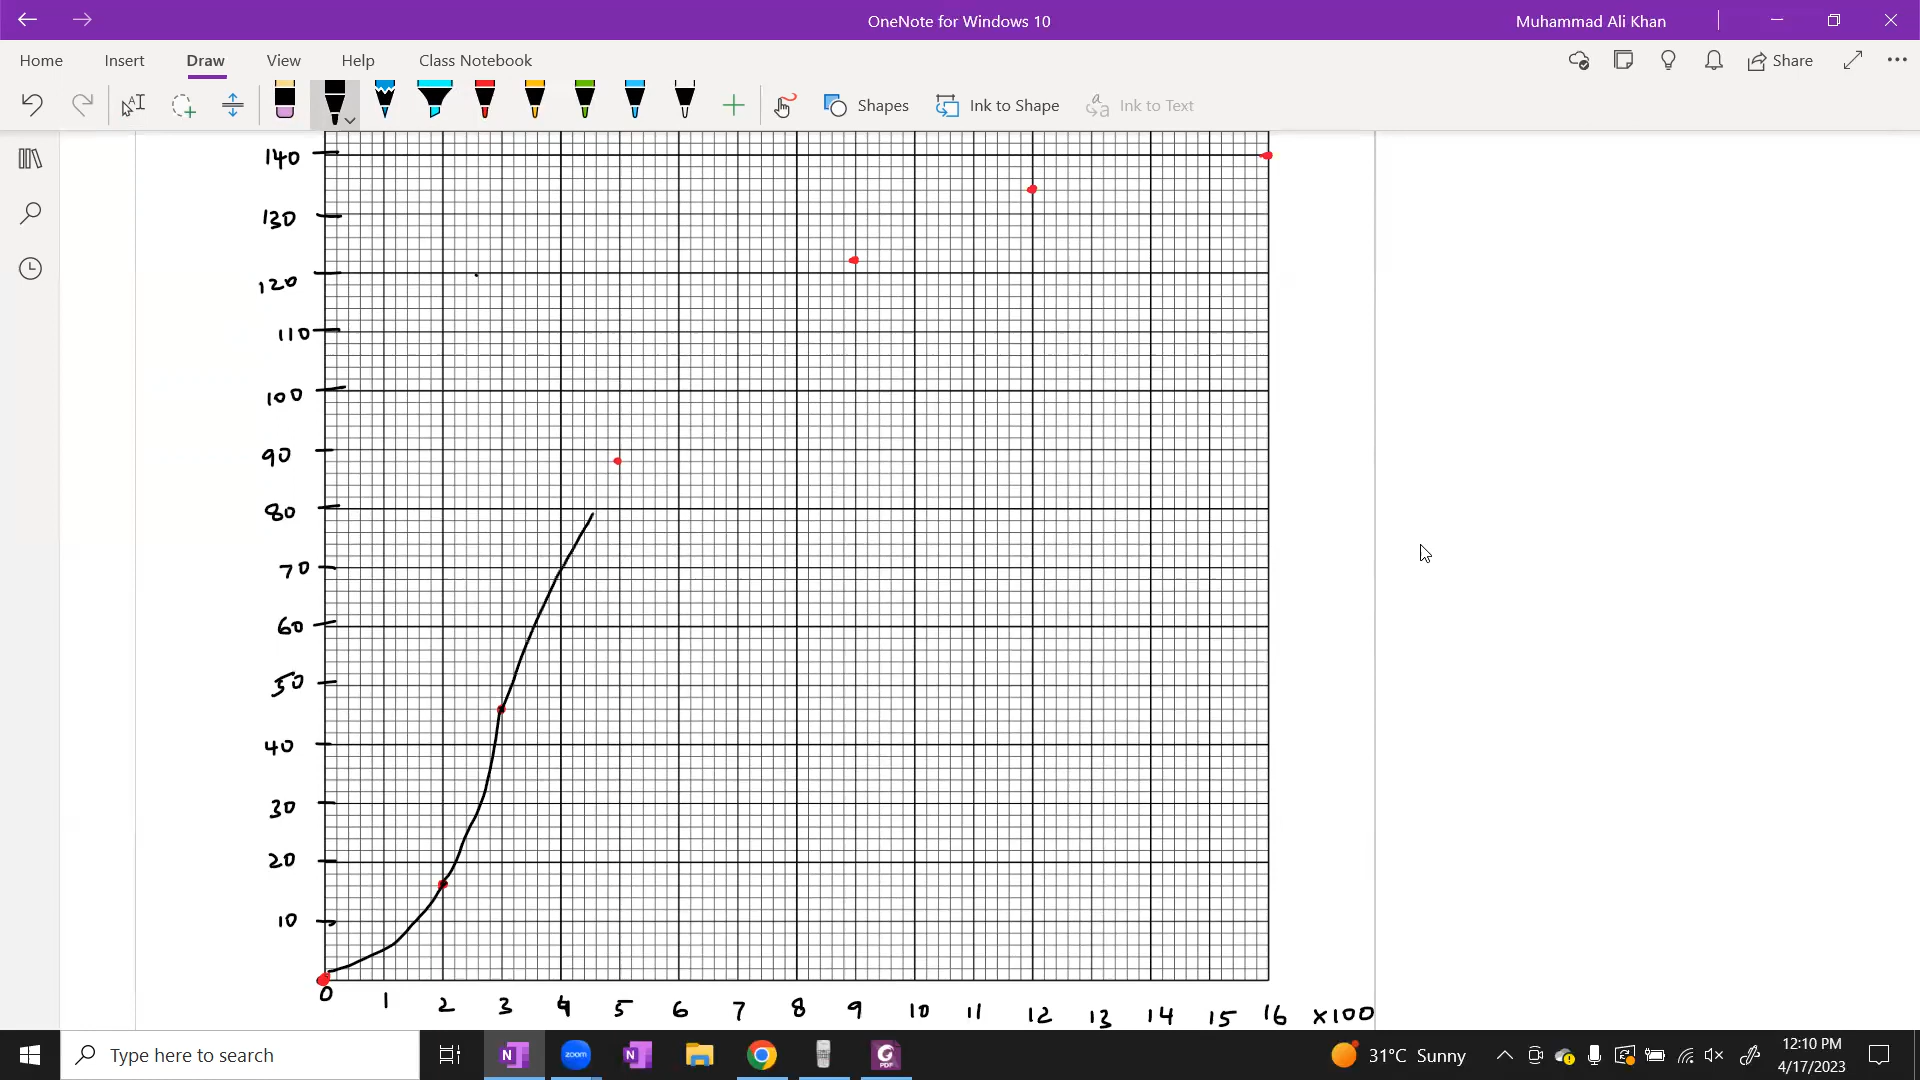 OneNote for Windows 10
Muhammad Ali Khan
Home Insert Draw View Help Class Notebook
Share
Shapes Ink to Shape Ink to Text
140
130
120
110
100
90
80
70
60
50
40
30
20
10
0 1 2 3 4 5 6 7 8 9 10 11 12 13 14 15 16 x100
Type here to search
zoom
PDF
31°C Sunny
12:10 PM
4/17/2023